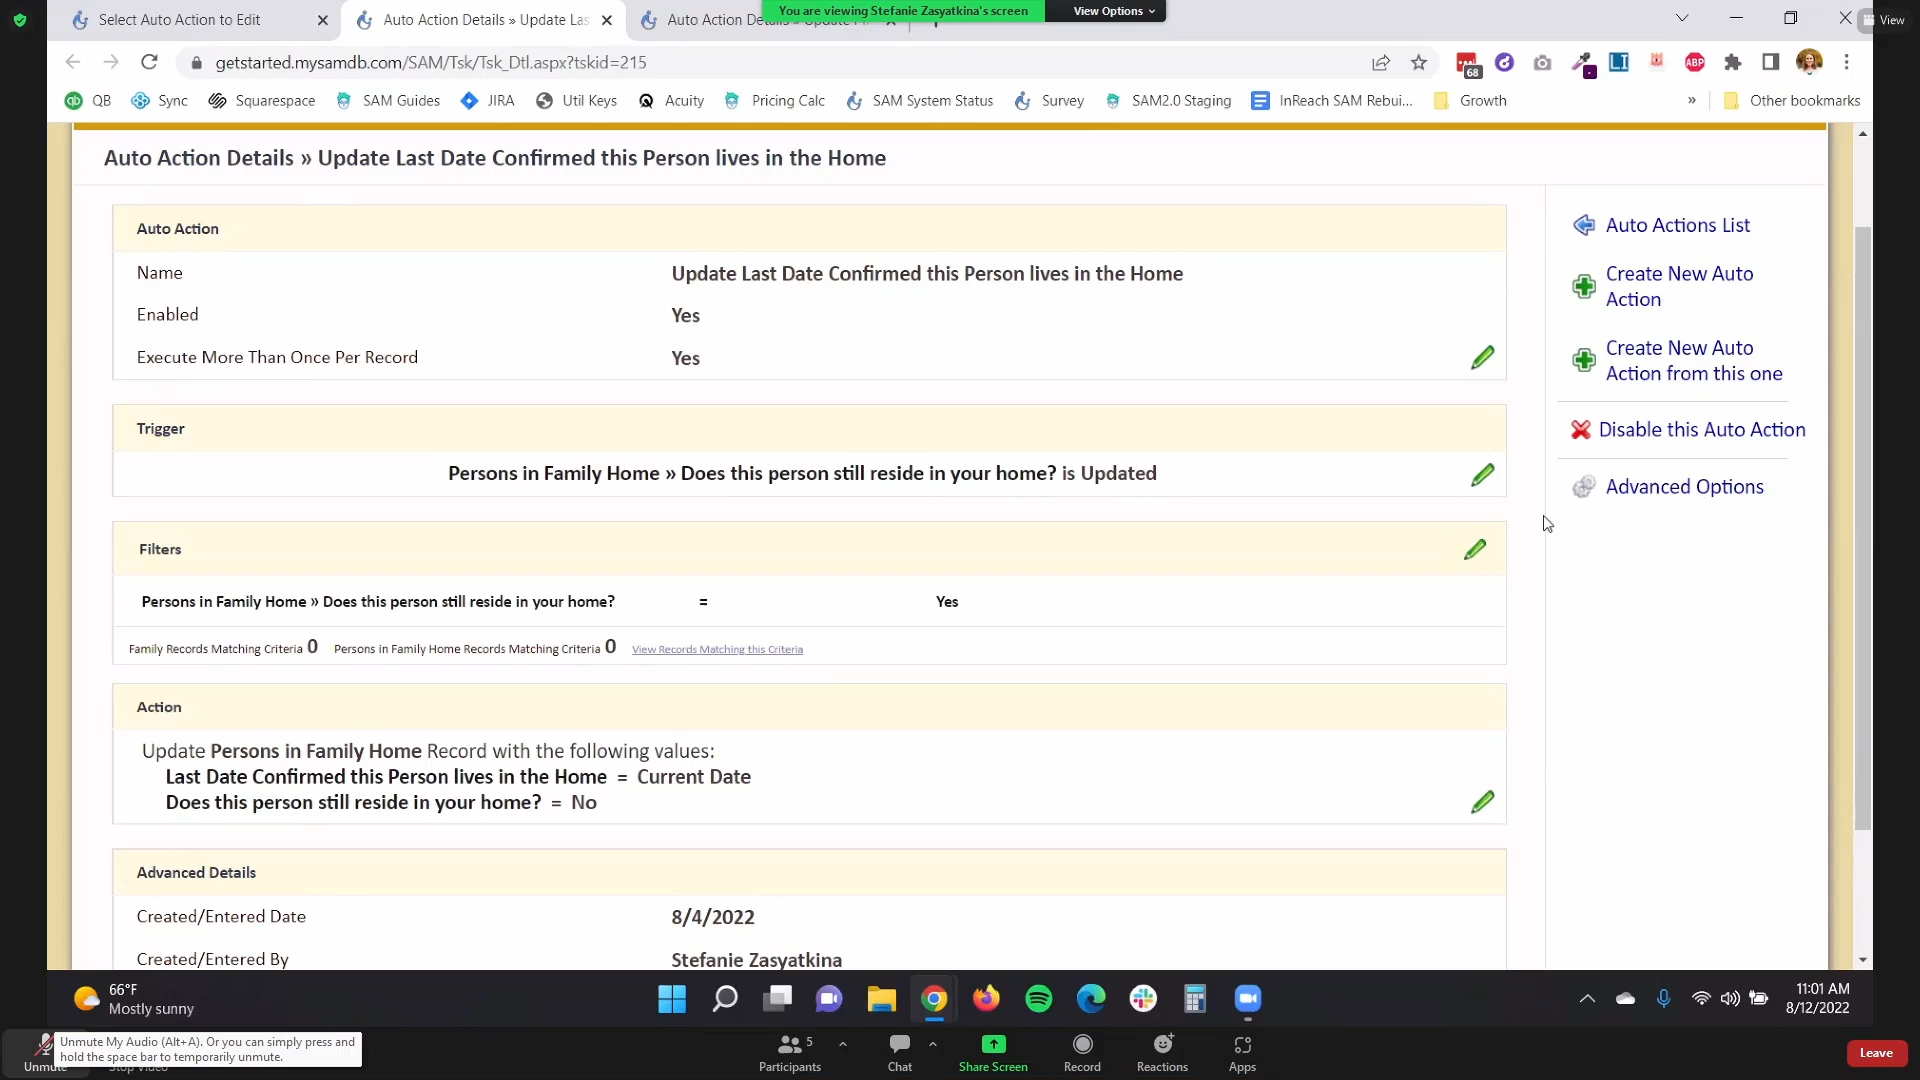 Select Auto Action to Edit
Auto Action Details » Update Las
Auto Action De
You are viewing Stefanie Zasyatkina's screen
View Options
View
getstarted.mysamdb.com/SAM/Tsk/Tsk_Dtl.aspx?tskid=215
68
LI
ABP
QB
Sync
Squarespace
SAM Guides
JIRA
Util Keys
Acuity
Pricing Calc
SAM System Status
Survey
SAM2.0 Staging
InReach SAM Rebui...
Growth
»
Other bookmarks
Auto Action Details » Update Last Date Confirmed this Person lives in the Home
Auto Action
Name Update Last Date Confirmed this Person lives in the Home
Enabled Yes
Execute More Than Once Per Record Yes
Trigger
Persons in Family Home » Does this person still reside in your home? is Updated
Filters
Persons in Family Home » Does this person still reside in your home? = Yes
Family Records Matching Criteria 0 Persons in Family Home Records Matching Criteria 0 View Records Matching this Criteria
Action
Update Persons in Family Home Record with the following values:
Last Date Confirmed this Person lives in the Home = Current Date
Does this person still reside in your home? = No
Advanced Details
Created/Entered Date 8/4/2022
Created/Entered By Stefanie Zasyatkina
Auto Actions List
Create New Auto
Action
Create New Auto
Action from this one
Disable this Auto Action
Advanced Options
66°F
Mostly sunny
11:01 AM
8/12/2022
Unmute My Audio (Alt+A). Or you can simply press and
hold the space bar to temporarily unmute.
Unmute
Stop Video
5
Participants
Chat
Share Screen
Record
Reactions
Apps
Leave